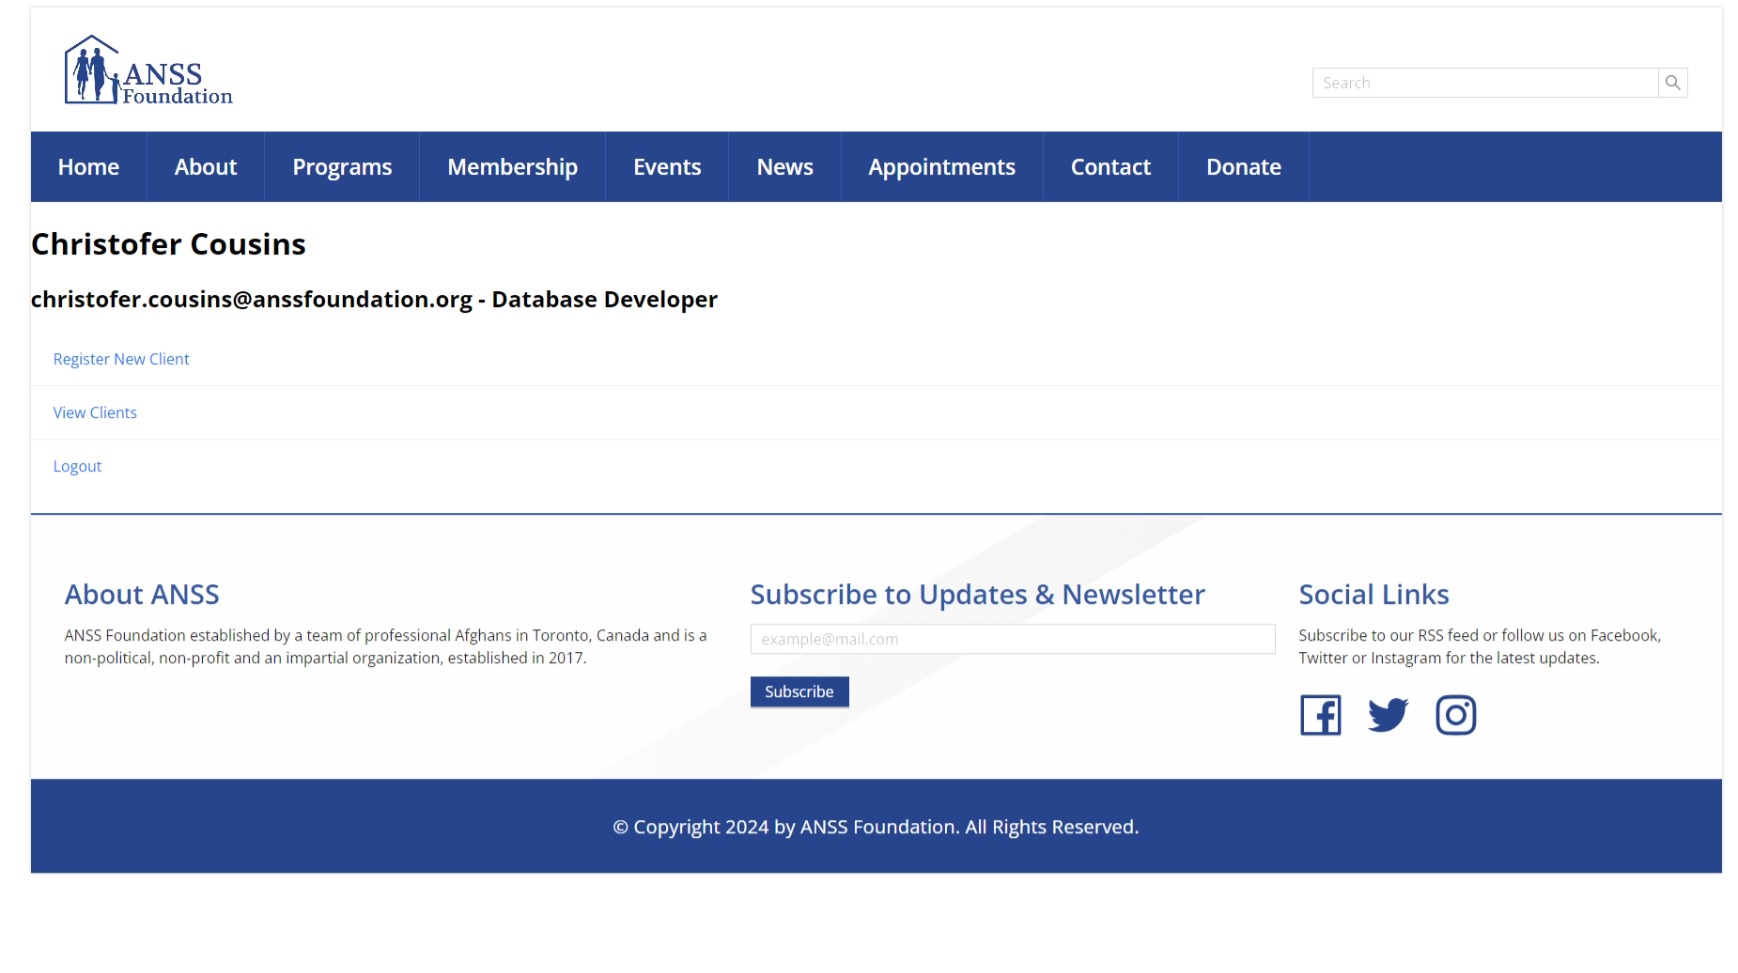 ANSS
Foundation
Search
Home About Programs Membership Events News Appointments Contact Donate
Christofer Cousins
christofer.cousins@anssfoundation.org - Database Developer
Register New Client
View Clients
Logout
About ANSS
ANSS Foundation established by a team of professional Afghans in Toronto, Canada and is a
non-political, non-profit and an impartial organization, established in 2017.
Subscribe to Updates & Newsletter
example@mail.com
Subscribe
Social Links
Subscribe to our RSS feed or follow us on Facebook,
Twitter or Instagram for the latest updates.
© Copyright 2024 by ANSS Foundation. All Rights Reserved.